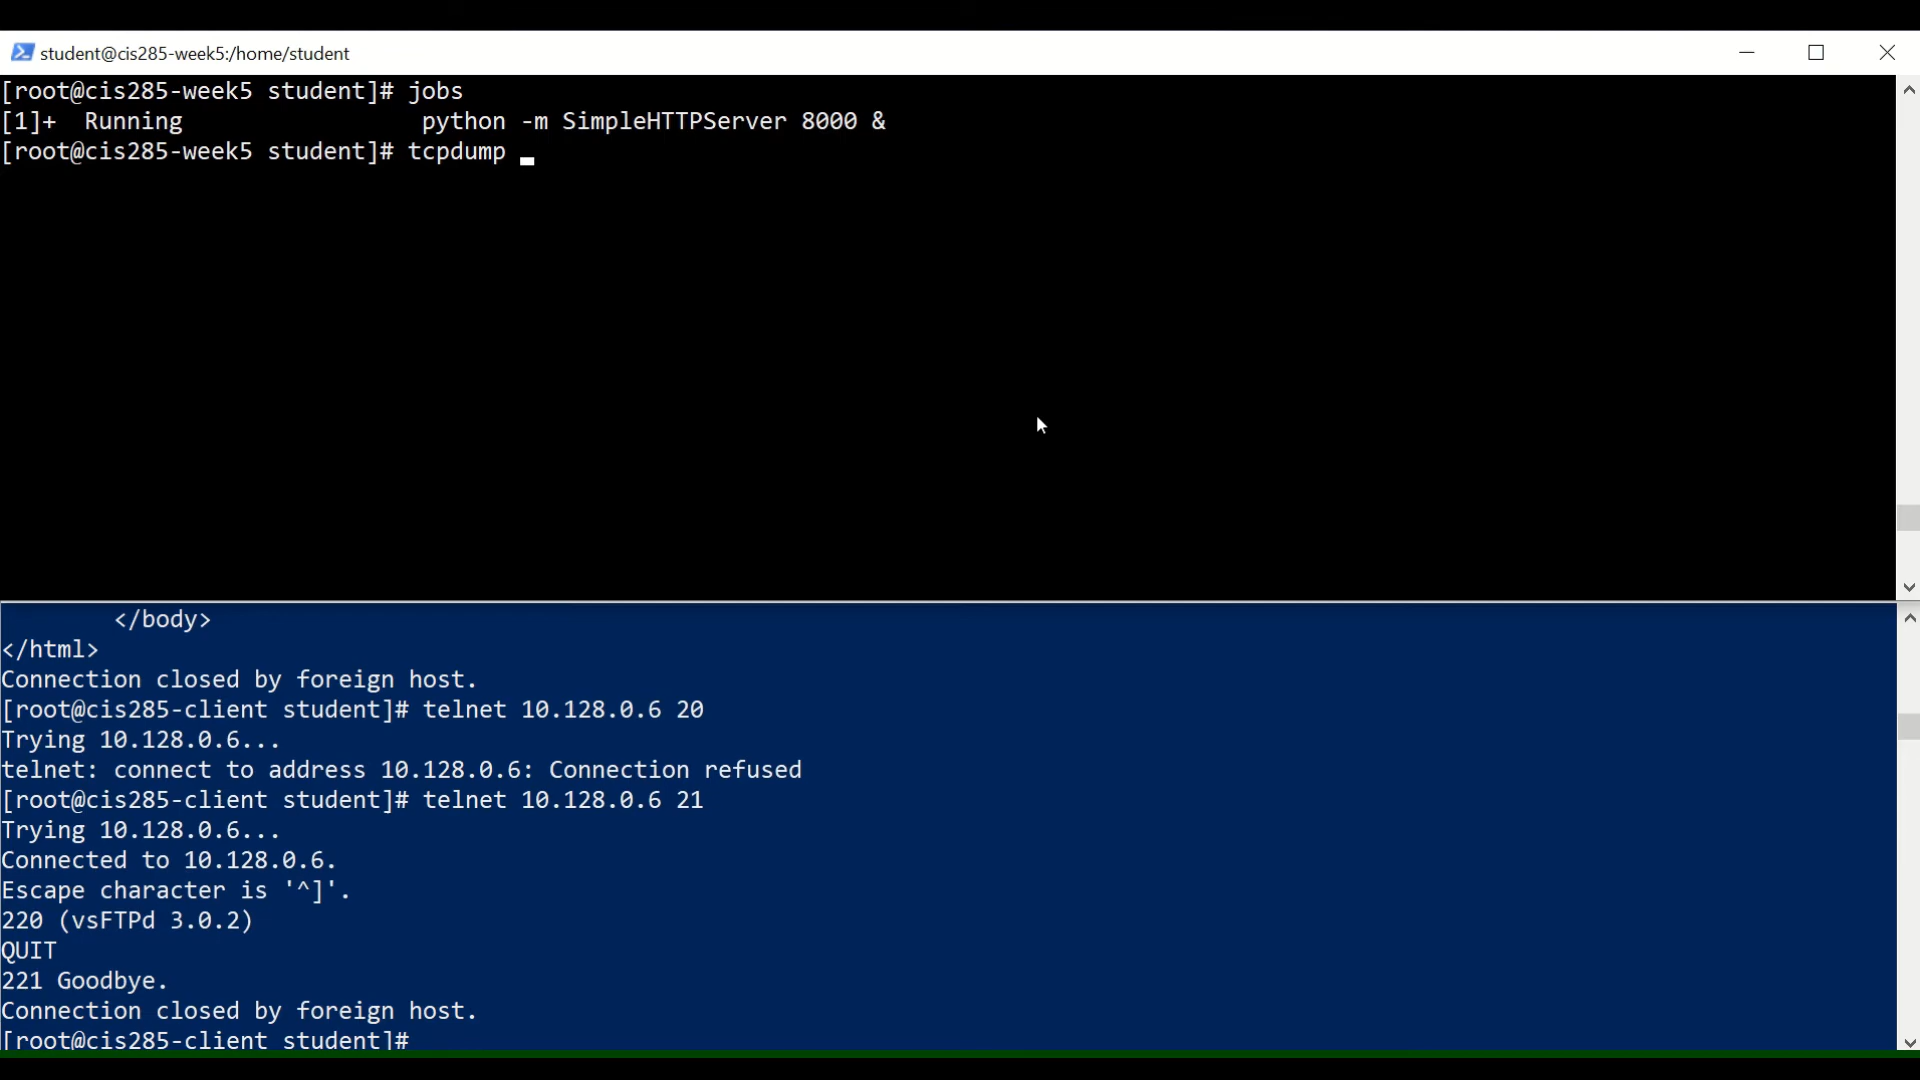 student@cis285-week5:/home/student
[root@cis285-week5 student]# jobs
[1]+  Running                 python -m SimpleHTTPServer 8000 &
[root@cis285-week5 student]# tcpdump
        </body>
</html>
Connection closed by foreign host.
[root@cis285-client student]# telnet 10.128.0.6 20
Trying 10.128.0.6...
telnet: connect to address 10.128.0.6: Connection refused
[root@cis285-client student]# telnet 10.128.0.6 21
Trying 10.128.0.6...
Connected to 10.128.0.6.
Escape character is '^]'.
220 (vsFTPd 3.0.2)
QUIT
221 Goodbye.
Connection closed by foreign host.
[root@cis285-client student]#